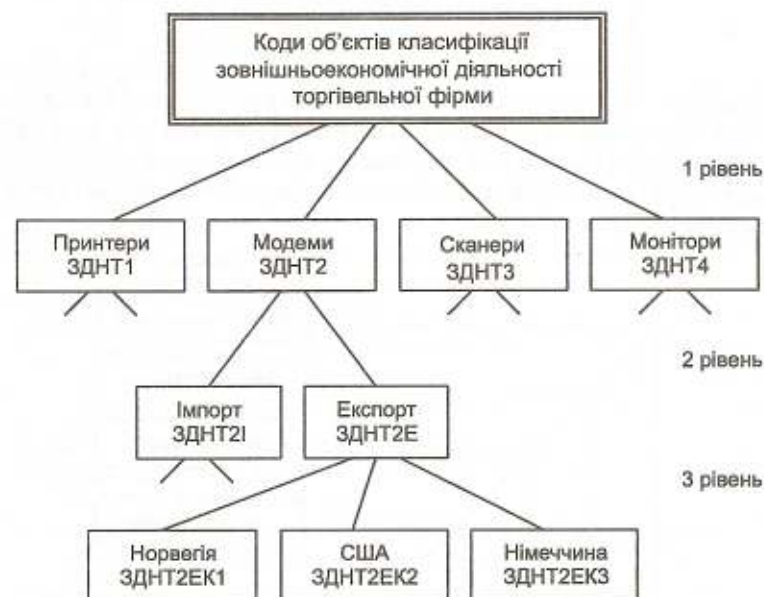 Коди об'єктів класифікації
зовнішньоекономічної діяльності
торгівельної фірми
1 рівень
Принтери
ЗДНТ1
Модеми
ЗДНТ2
Сканери
ЗДНТ3
Монітори
ЗДНТ4
2 рівень
Імпорт
ЗДНТ2І
Експорт
ЗДНТ2Е
3 рівень
Норвегія
ЗДНТ2ЕК1
США
ЗДНТ2ЕК2
Німеччина
ЗДНТ2ЕК3